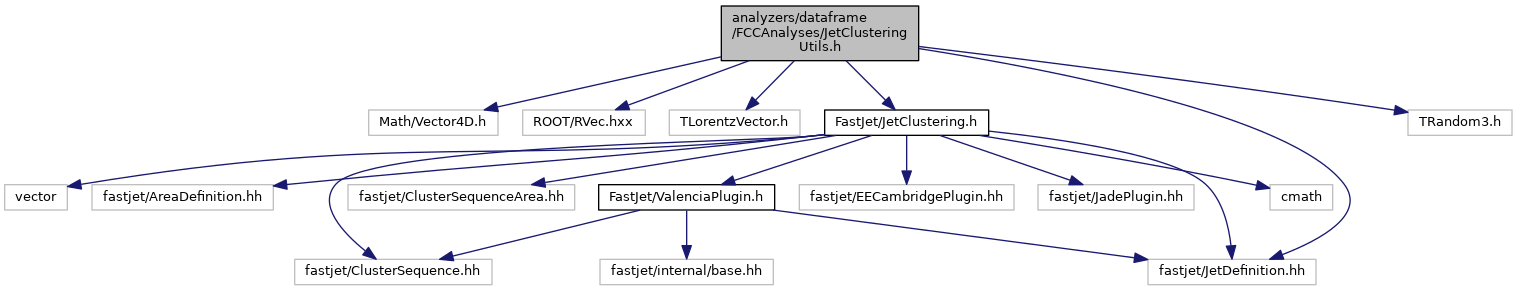 analyzers/dataframe
/FCCAnalyses/JetClustering
Utils.h
Math/Vector4D.h
ROOT/RVec.hxx
TLorentzVector.h
FastJet/JetClustering.h
TRandom3.h
vector
fastjet/AreaDefinition.hh
fastjet/ClusterSequenceArea.hh
FastJet/ValenciaPlugin.h
fastjet/EECambridgePlugin.hh
fastjet/JadePlugin.hh
cmath
fastjet/ClusterSequence.hh
fastjet/internal/base.hh
fastjet/JetDefinition.hh